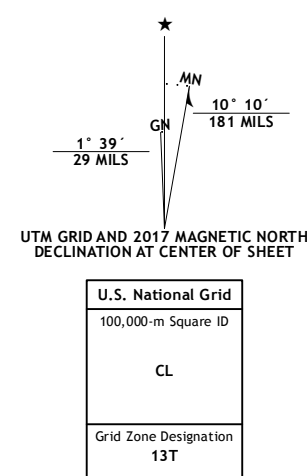 ★
MN
GN
10° 10´
181 MILS
1° 39´
29 MILS
UTM GRID AND 2017 MAGNETIC NORTH
DECLINATION AT CENTER OF SHEET
U.S. National Grid
100,000-m Square ID
CL
Grid Zone Designation
13T